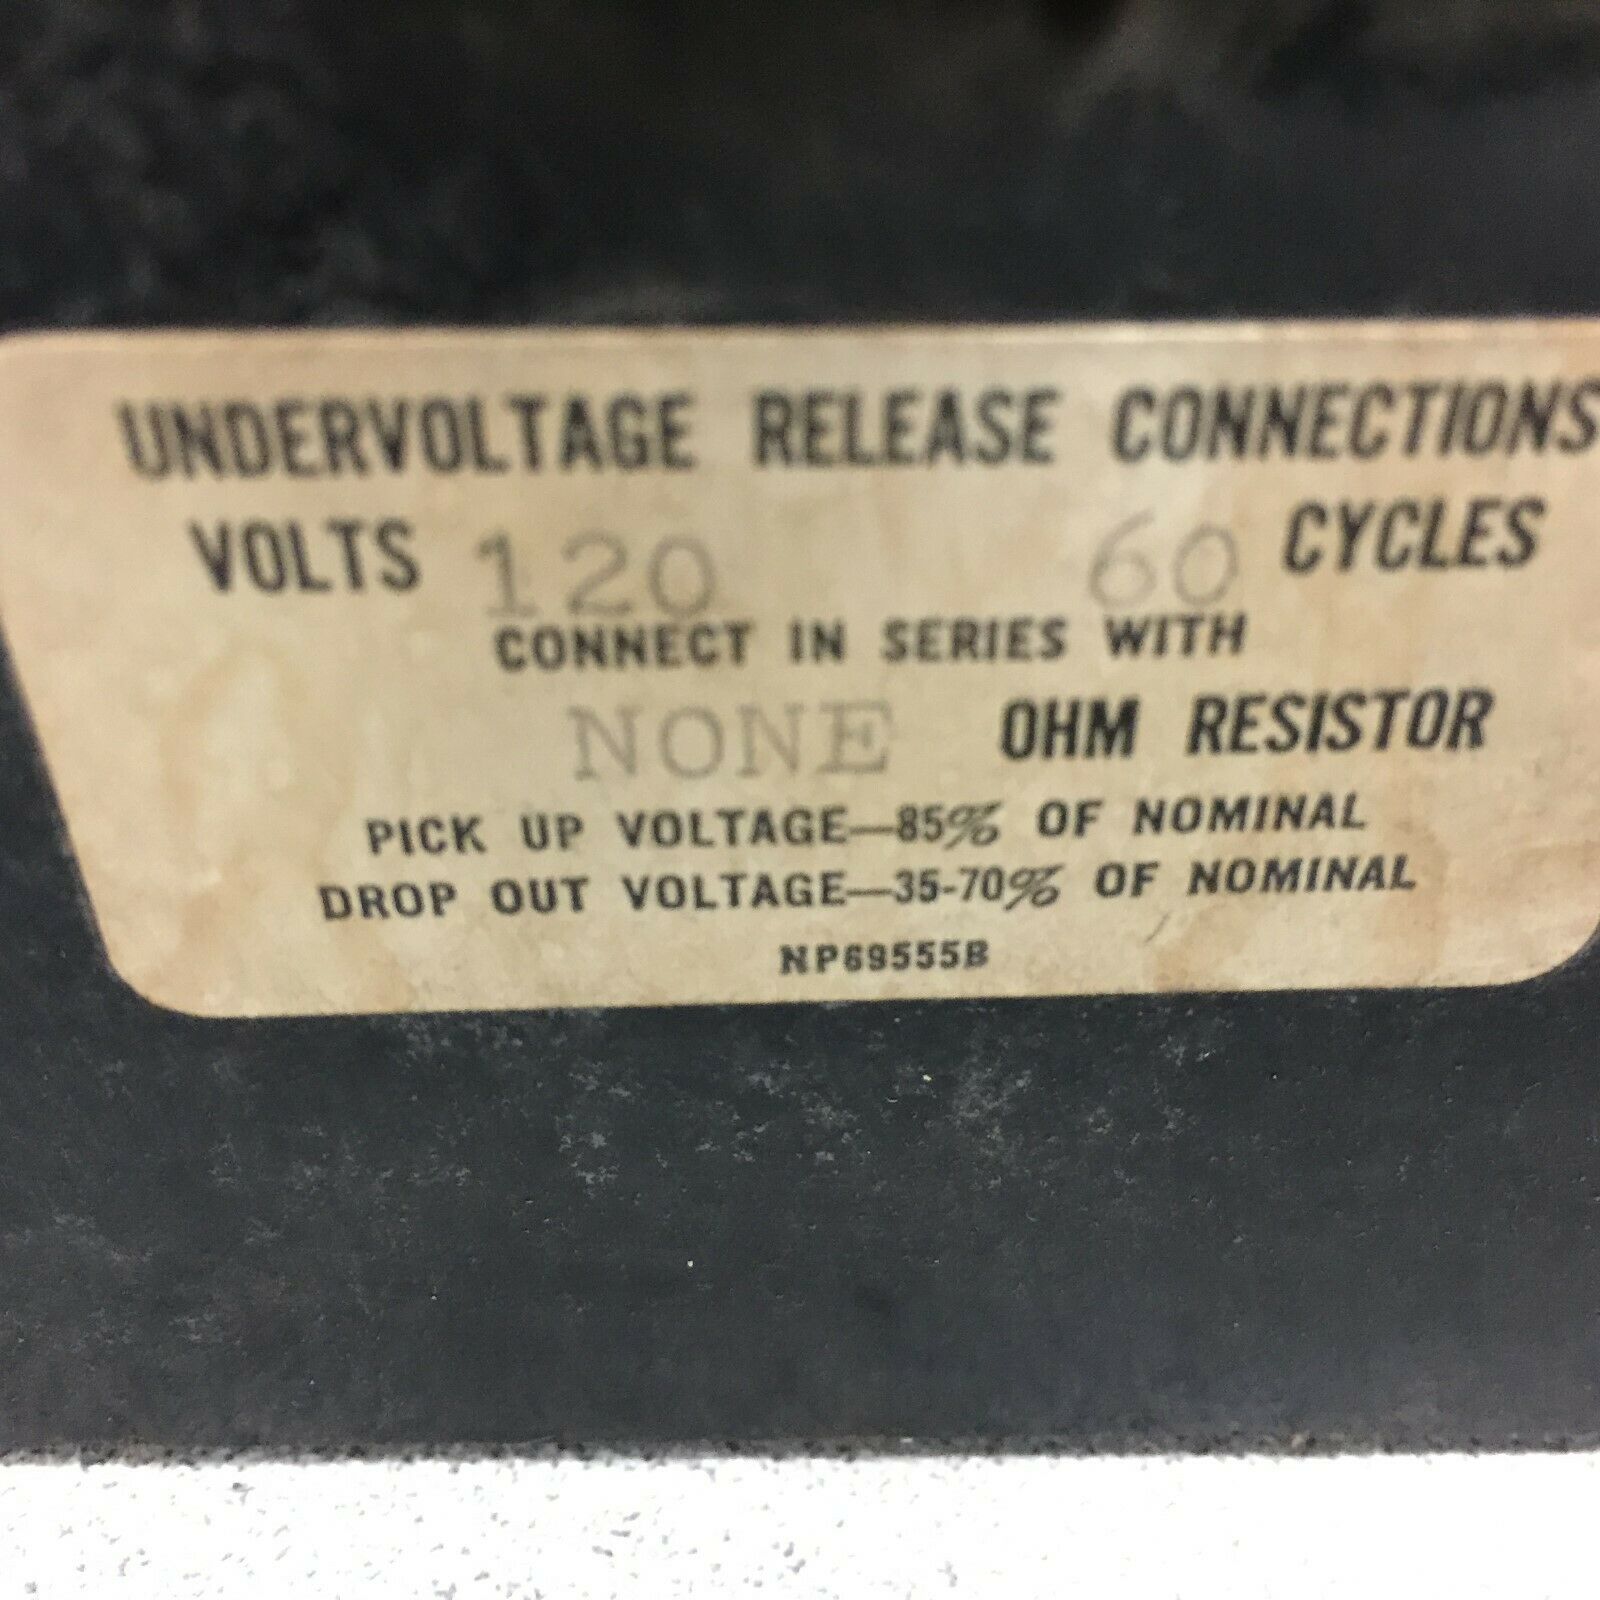 UNDERVOLTAGE RELEASE CONNECTIONS
VOLTS 120 60 CYCLES
CONNECT IN SERIES WITH
NONE OHM RESISTOR
PICK UP VOLTAGE—85% OF NOMINAL
DROP OUT VOLTAGE—35-70% OF NOMINAL
NP69555B